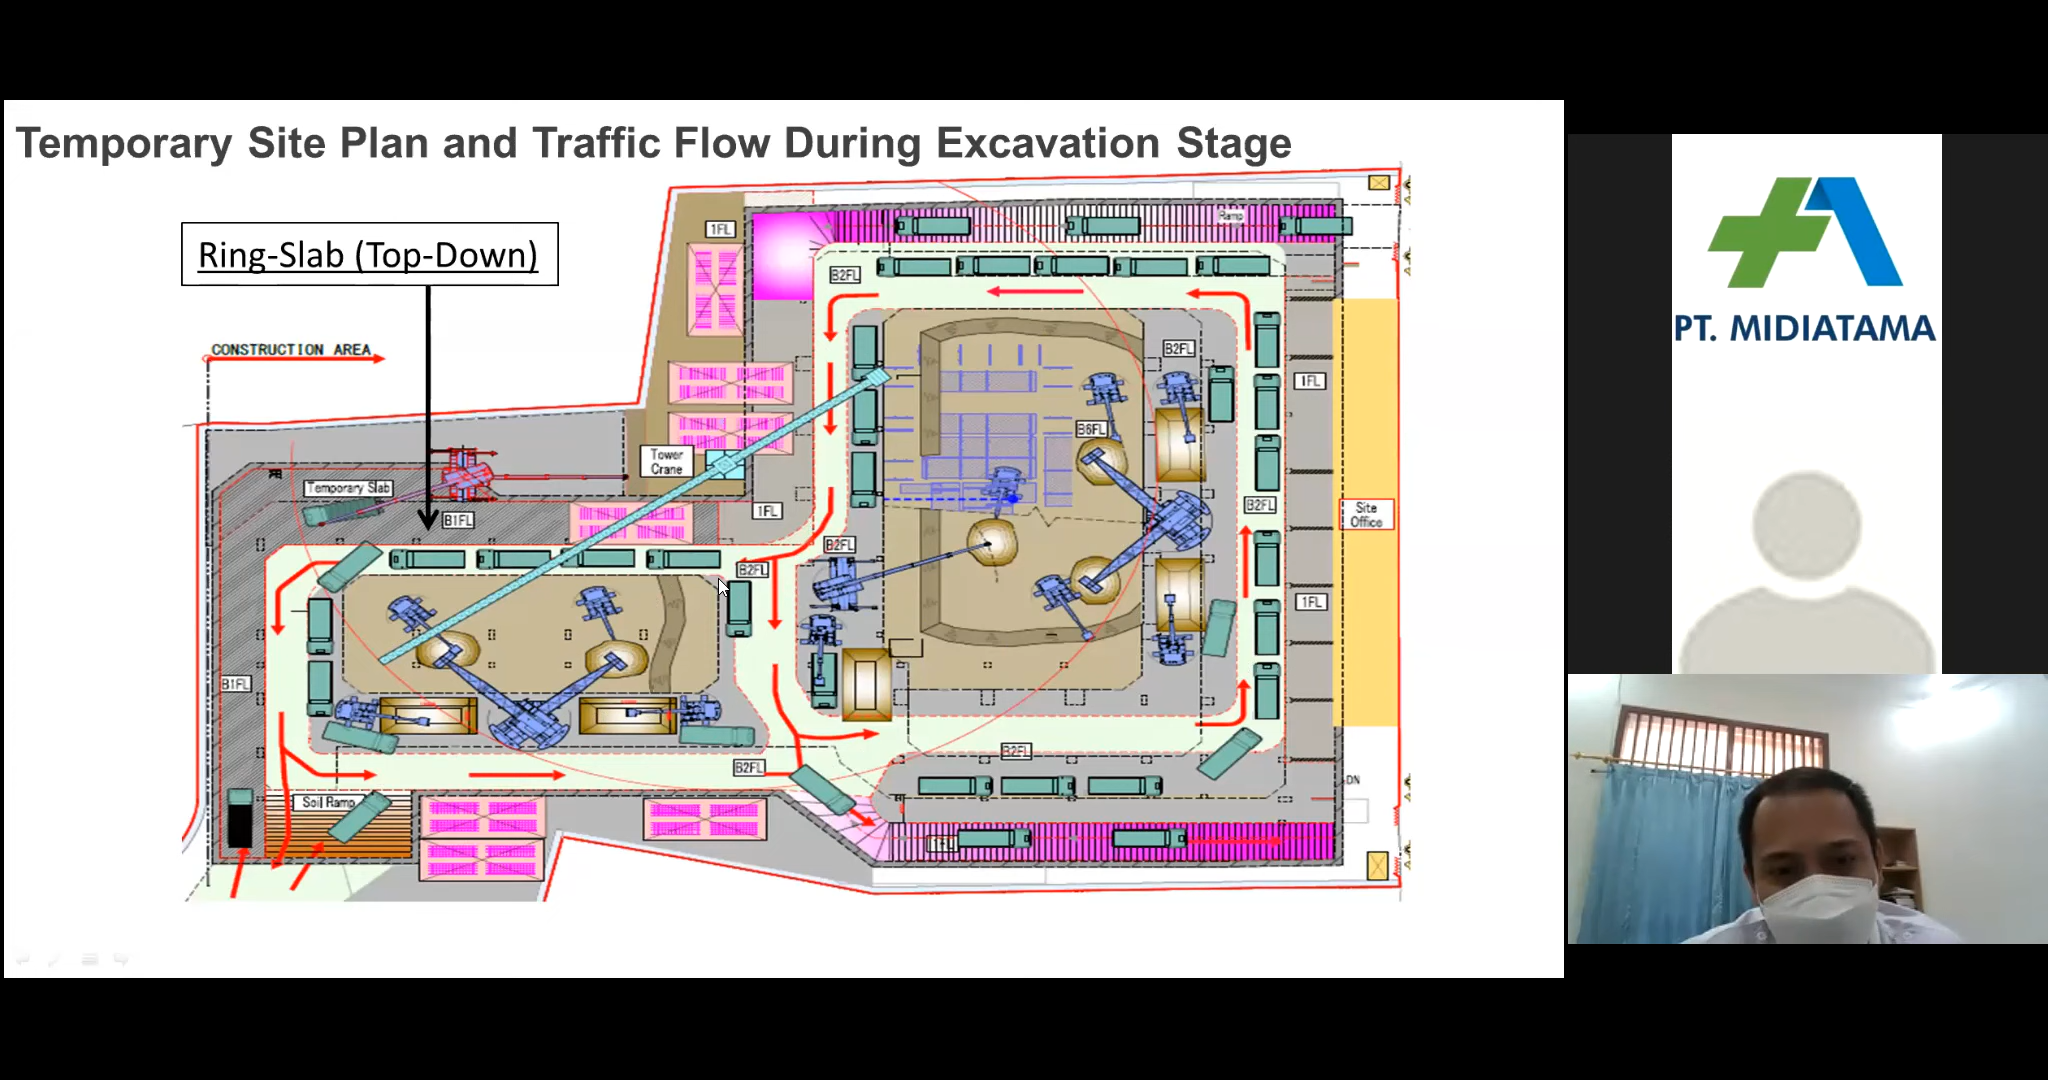 Temporary Site Plan and Traffic Flow During Excavation Stage
Ring-Slab (Top-Down)
CONSTRUCTION AREA
1FL
Ramp
B2FL
B2FL
1FL
B6FL
Tower
Crane
Temporary Slab
B1FL
1FL
B2FL
Site
Office
B2FL
B2FL
1FL
B1FL
B2FL
B2FL
DN
Soil Ramp
1FL
PT. MIDIATAMA